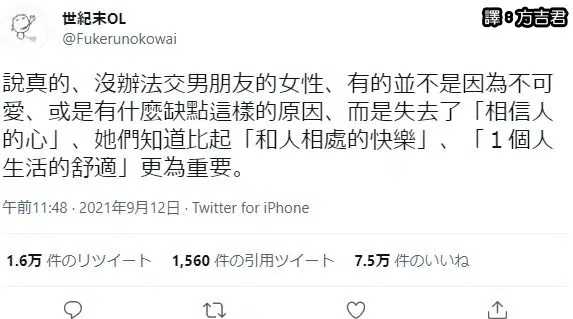 譯：方吉君
世紀末OL
@Fukerunokowai
說真的、沒辦法交男朋友的女性、有的並不是因為不可
愛、或是有什麼缺點這樣的原因、而是失去了「相信人
的心」、她們知道比起「和人相處的快樂」、「１個人
生活的舒適」更為重要。
午前11:48 · 2021年9月12日 · Twitter for iPhone
1.6万 件のリツイート 1,560 件の引用ツイート 7.5万 件のいいね